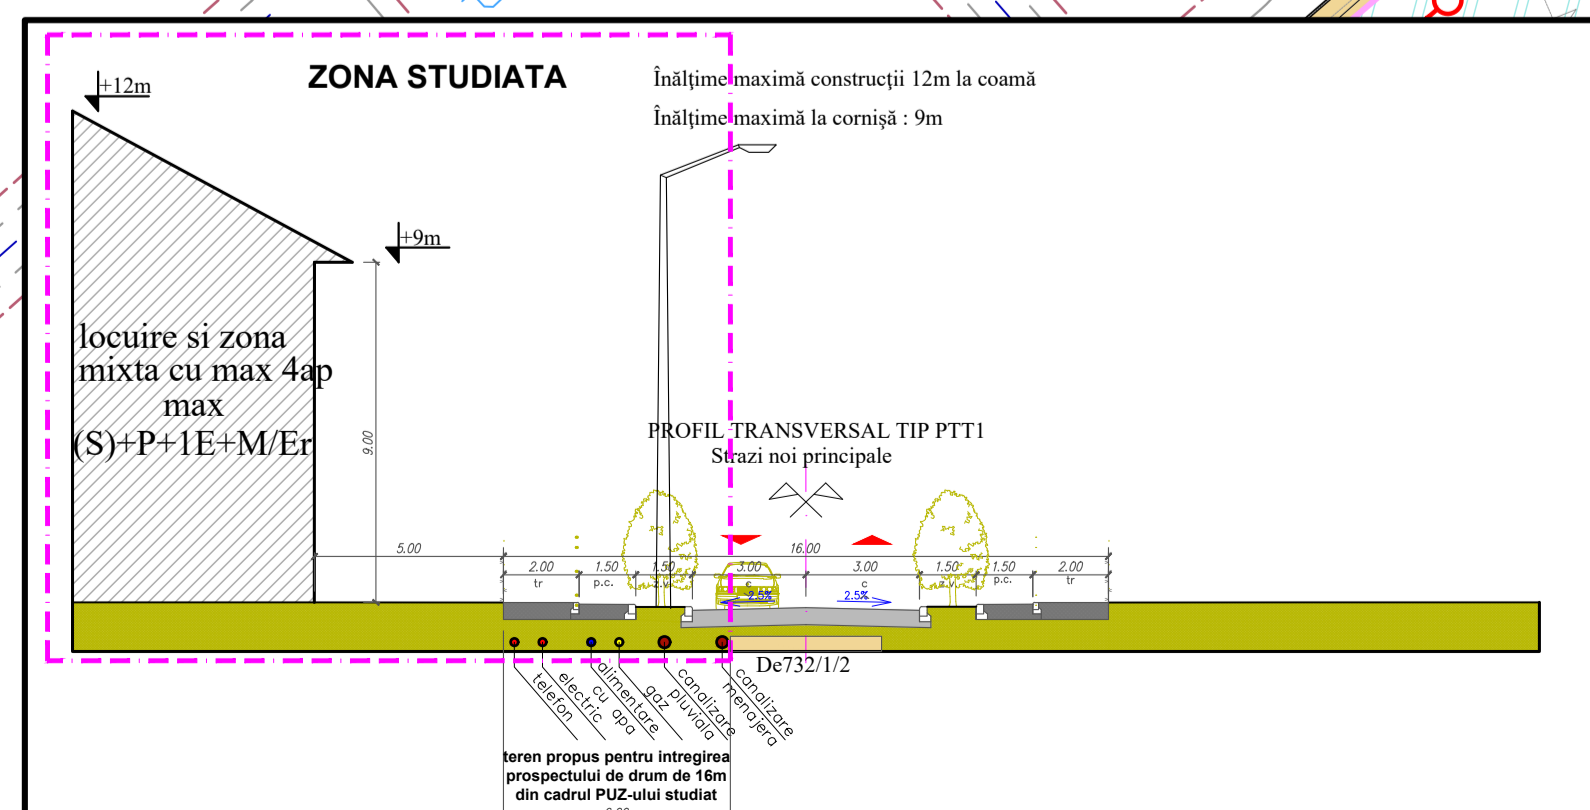 ZONA STUDIATA
Înălţime maximă construcţii 12m la coamă
Înălţime maximă la cornişă : 9m
+12m
+9m
locuire si zona
mixta cu max 4ap
max
(S)+P+1E+M/Er
9.00
PROFIL TRANSVERSAL TIP PTT1
Strazi noi principale
5.00
16.00
2.00 1.50 1.50 3.00 3.00 1.50 1.50 2.00
tr p.c. z.v. c c z.v. p.c. tr
2.5% 2.5%
De732/1/2
telefon
electric
alimentare
cu apa
gaz
canalizare
pluviala
canalizare
menajera
teren propus pentru intregirea
prospectului de drum de 16m
din cadrul PUZ-ului studiat